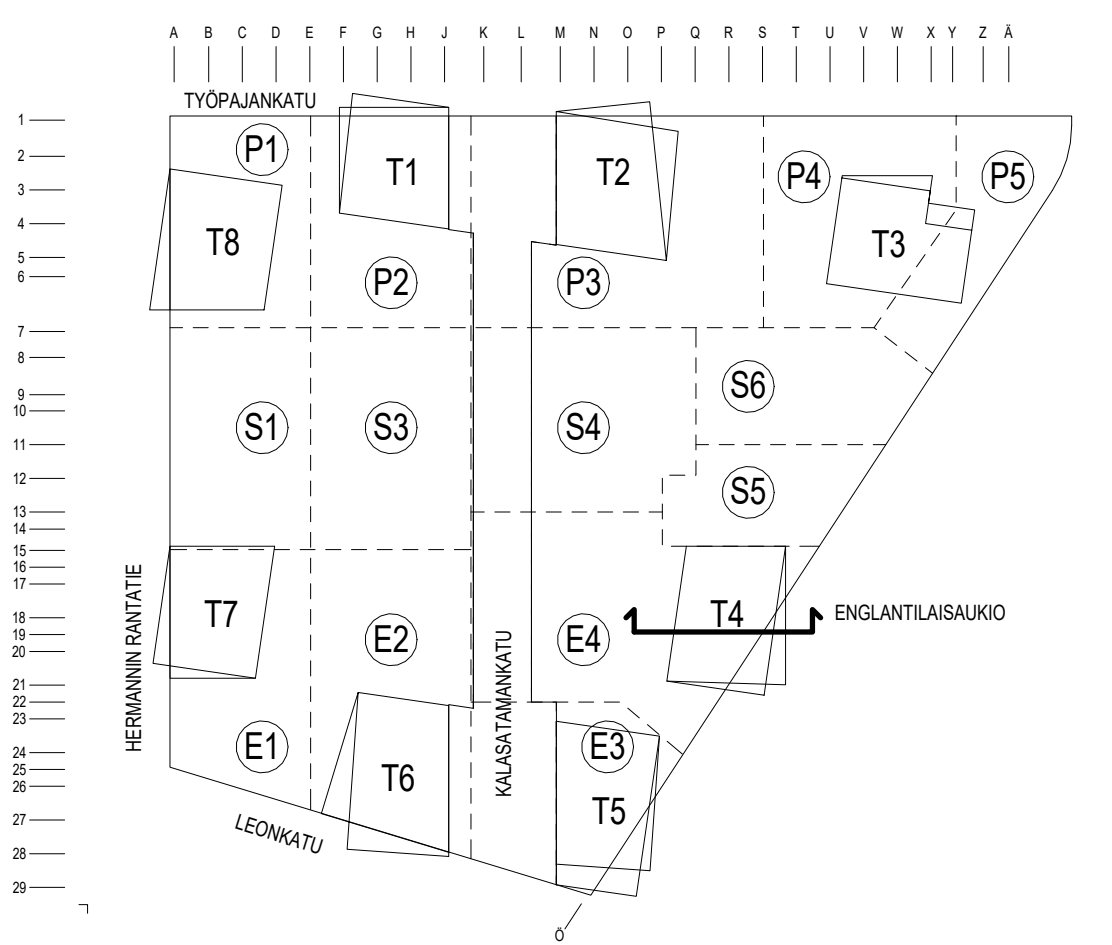 A B C D E F G H I J K L M N O P Q R S T U V W X Y Z Ä
TYÖPAJANKATU
1
2
3
4
5
6
7
8
9
10
11
12
13
14
15
16
17
18
19
20
21
22
23
24
25
26
27
28
29
P1
T1
T2
P4
P5
T8
T3
P2
P3
S6
S1
S3
S4
S5
T7
T4
ENGLANTILAISAUKIO
E2
E4
HERMANNIN RANTATIE
KALASATAMANKATU
E1
E3
T6
T5
LEONKATU
Ö